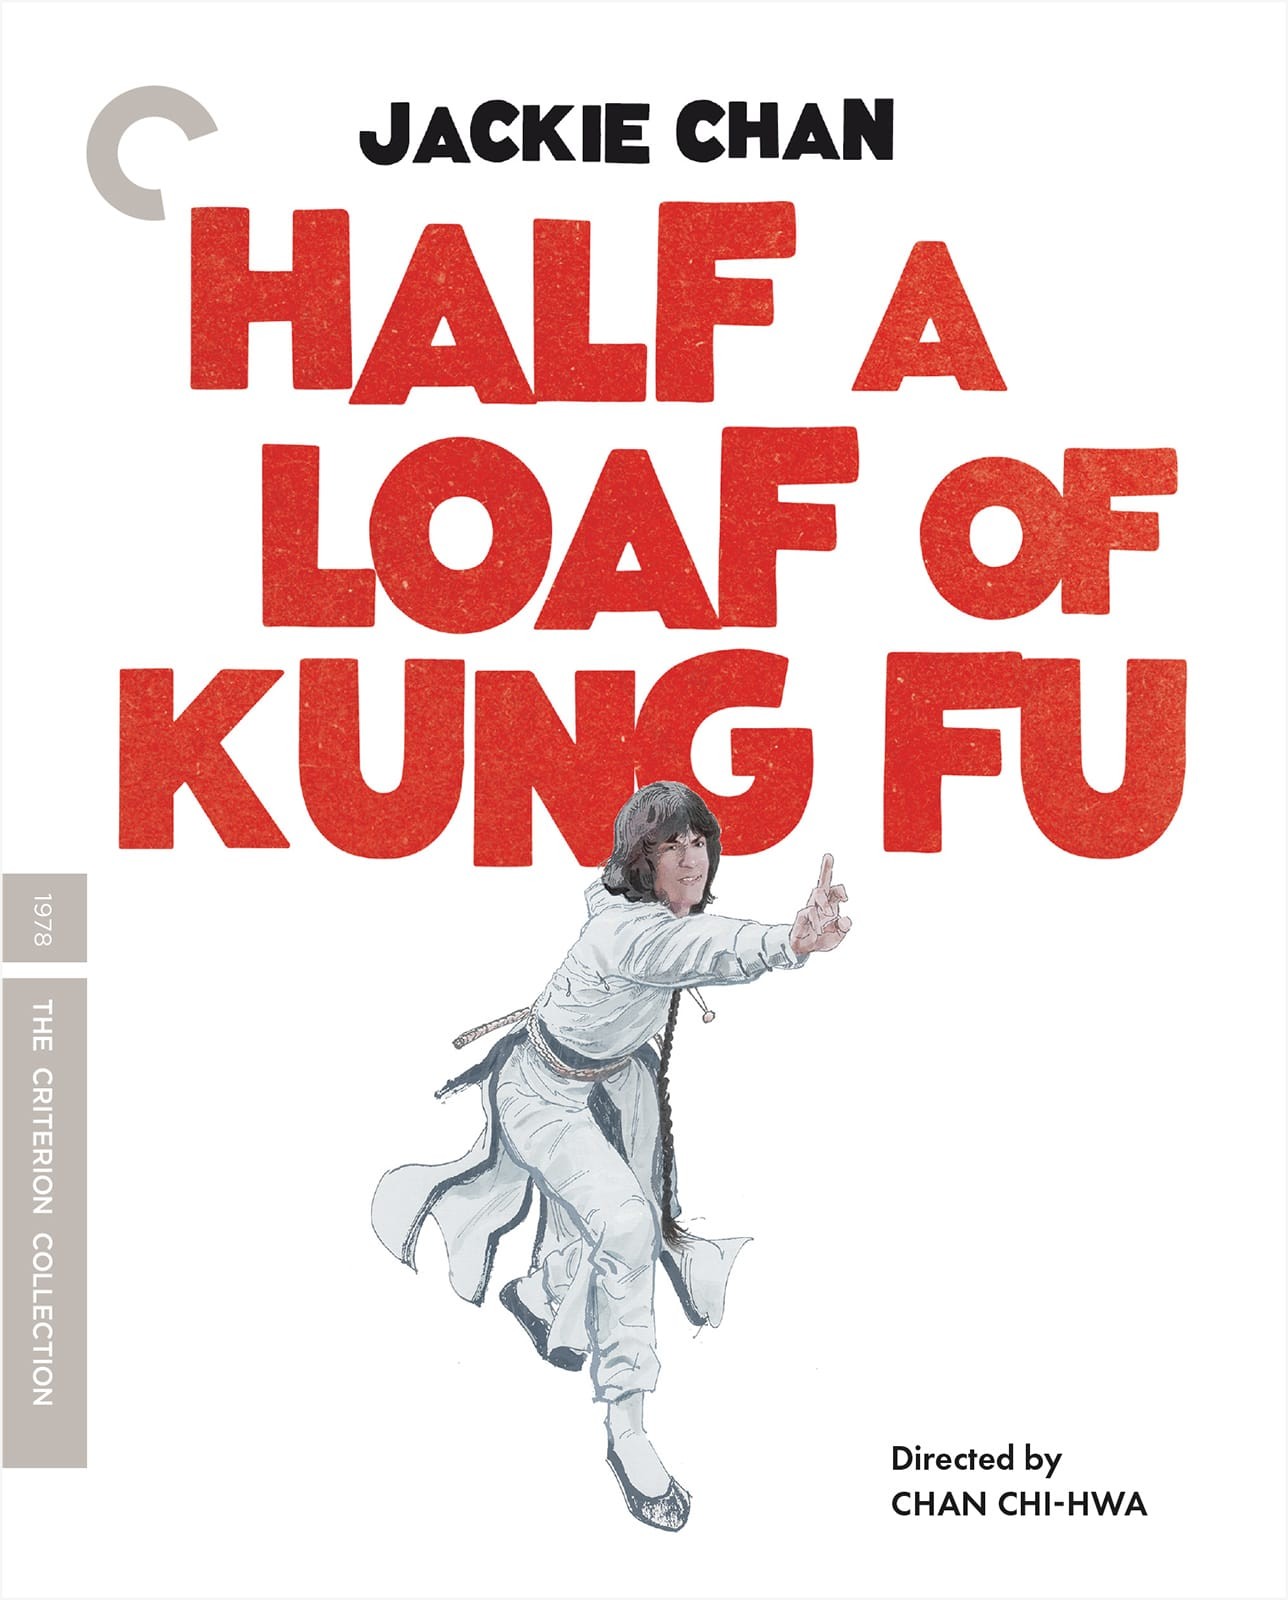 JACKIE CHAN
HALF A
LOAF OF
KUNG FU
1978
THE CRITERION COLLECTION
Directed by
CHAN CHI-HWA